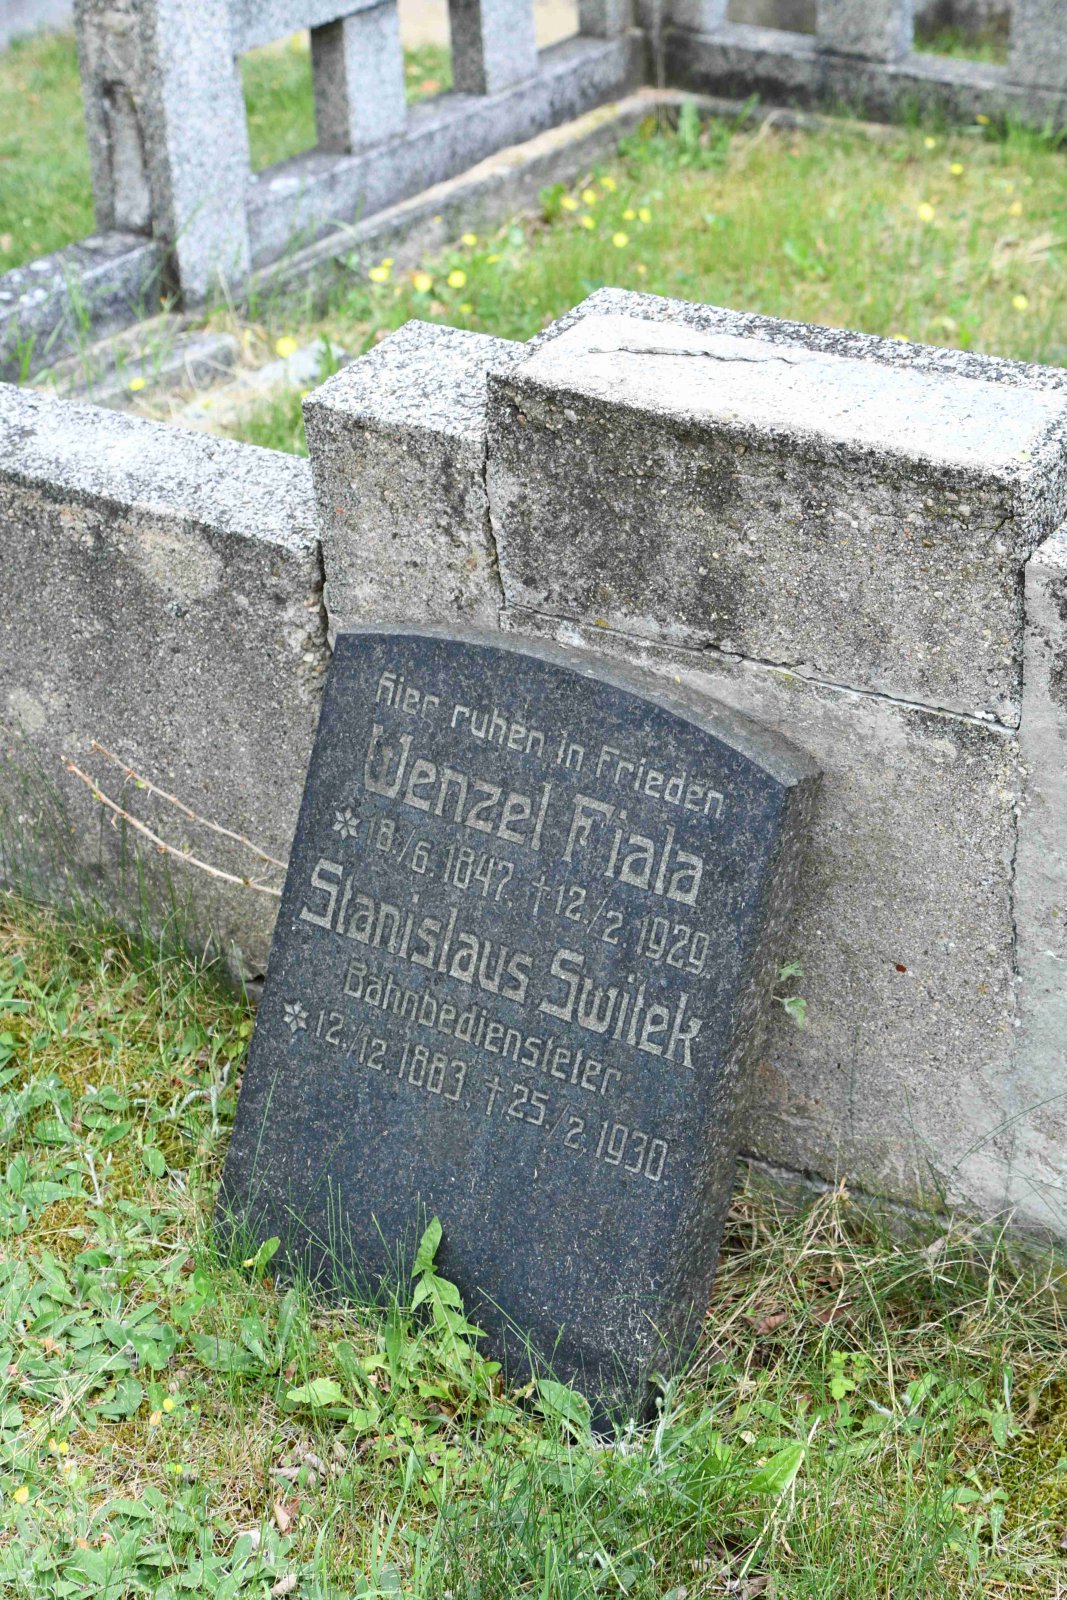 Hier ruhen in Frieden
Wenzel Fiala
* 18./6. 1847. † 12./2. 1929.
Stanislaus Switek
Bahnbediensteter
* 12./12. 1883. † 25./2. 1930.